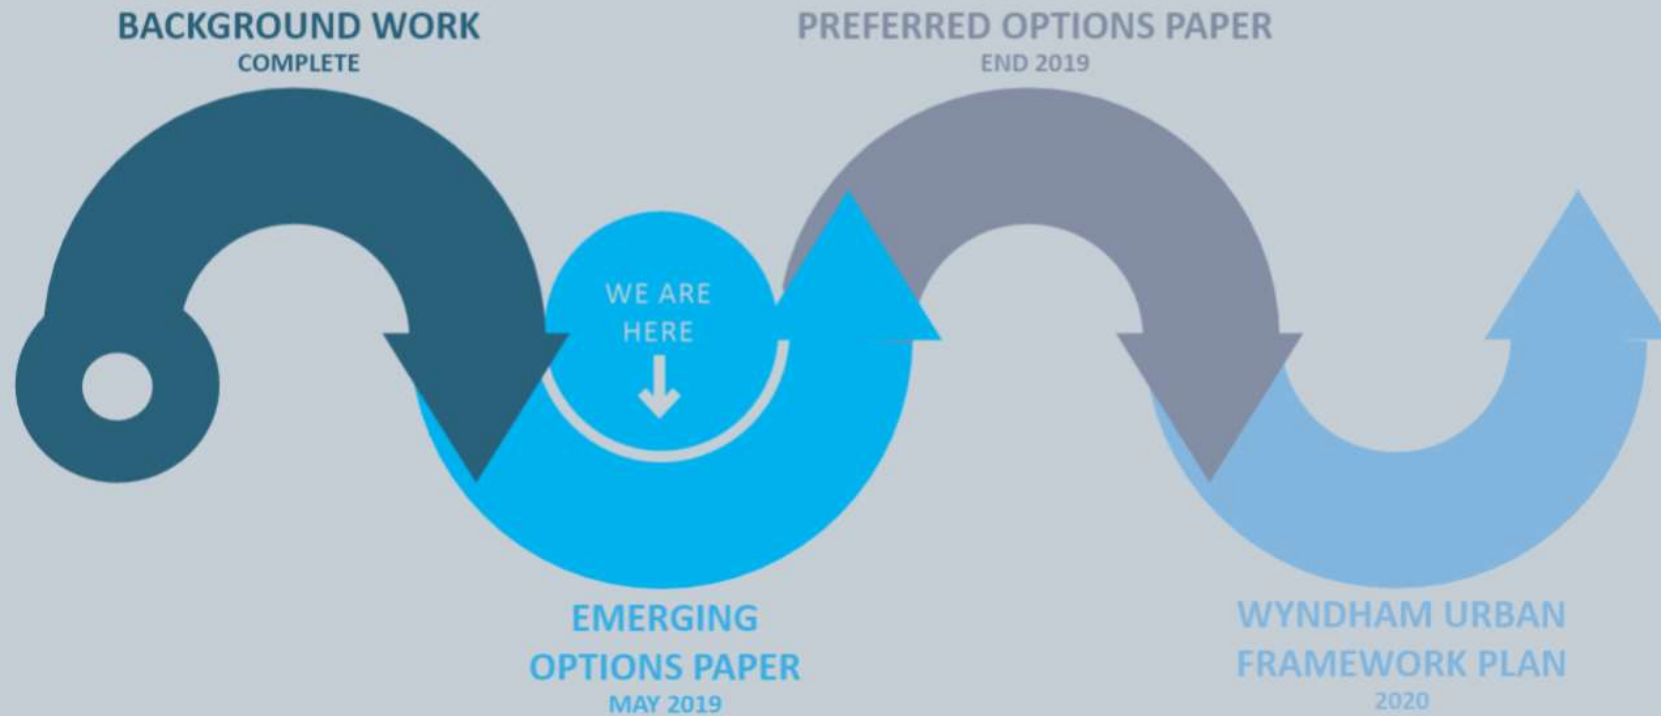 BACKGROUND WORK
COMPLETE
PREFERRED OPTIONS PAPER
END 2019
WE ARE
HERE
EMERGING
OPTIONS PAPER
MAY 2019
WYNDHAM URBAN
FRAMEWORK PLAN
2020